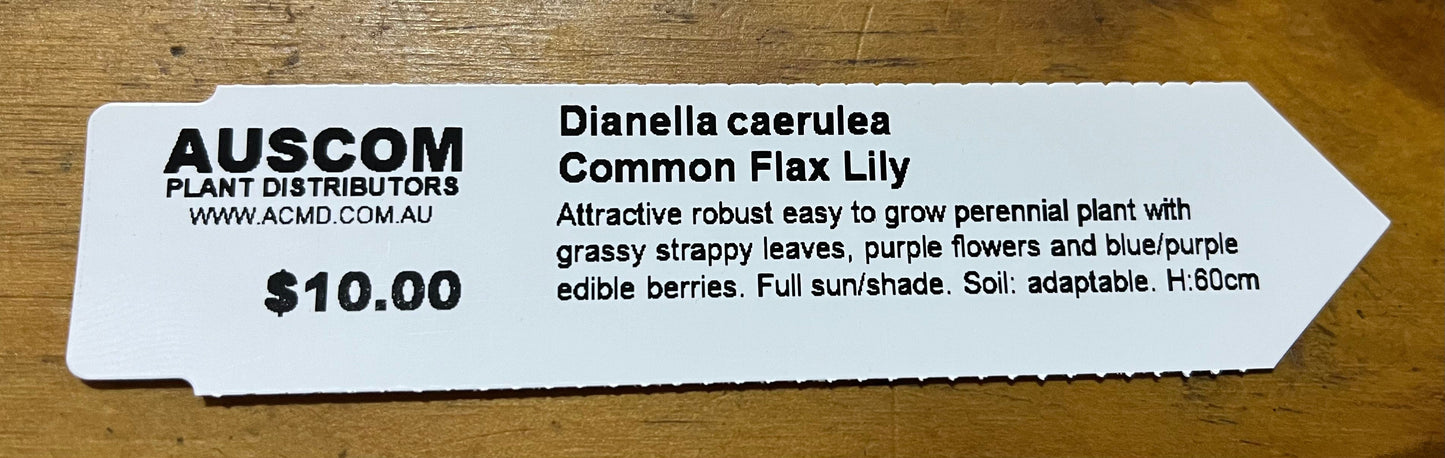 AUSCOM
PLANT DISTRIBUTORS
WWW.ACMD.COM.AU
$10.00
Dianella caerulea
Common Flax Lily
Attractive robust easy to grow perennial plant with
grassy strappy leaves, purple flowers and blue/purple
edible berries. Full sun/shade. Soil: adaptable. H:60cm